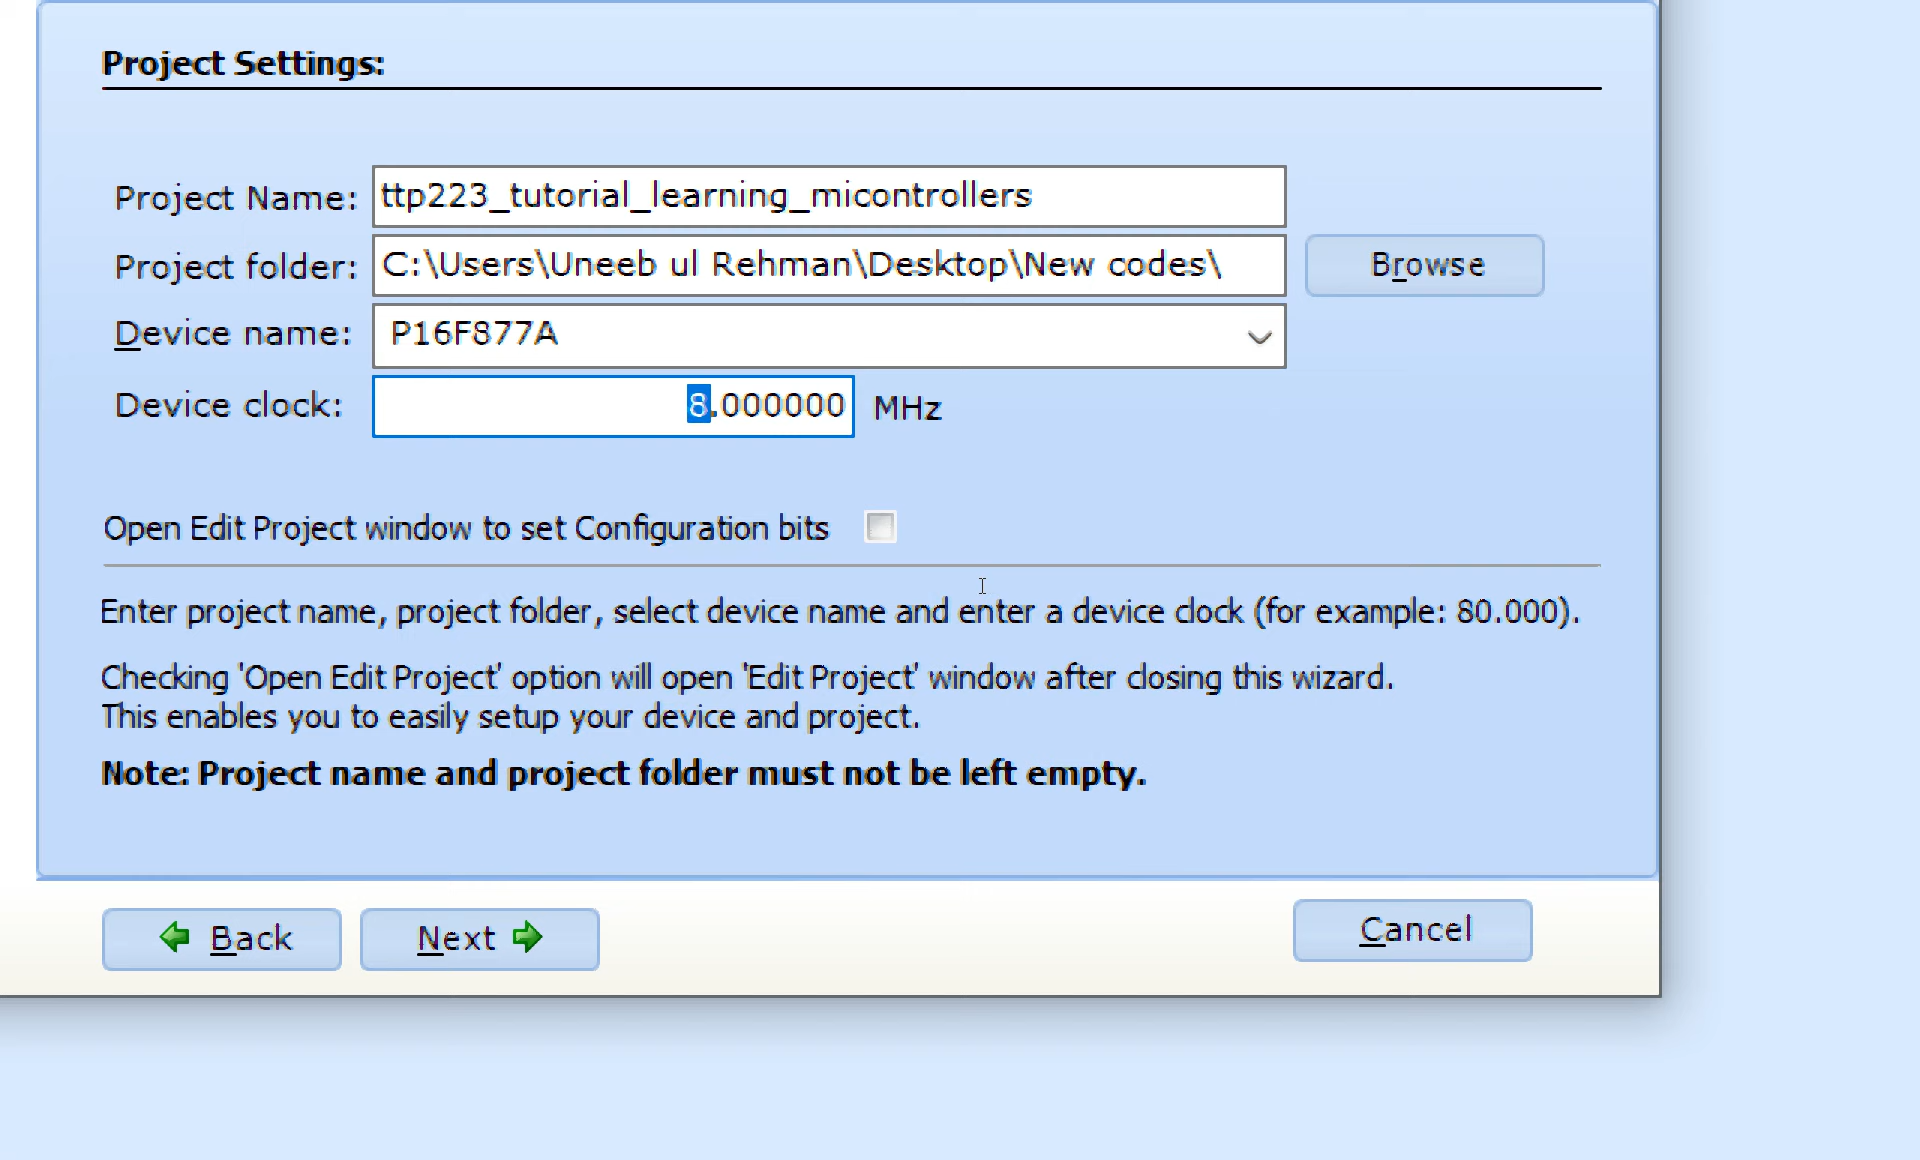 Project Settings:
Project Name: ttp223_tutorial_learning_micontrollers
Project folder: C:\Users\Uneeb ul Rehman\Desktop\New codes\ Browse
Device name: P16F877A
Device clock: 8.000000 MHz
Open Edit Project window to set Configuration bits
Enter project name, project folder, select device name and enter a device clock (for example: 80.000).
Checking 'Open Edit Project' option will open 'Edit Project' window after closing this wizard.
This enables you to easily setup your device and project.
Note: Project name and project folder must not be left empty.
Back Next Cancel